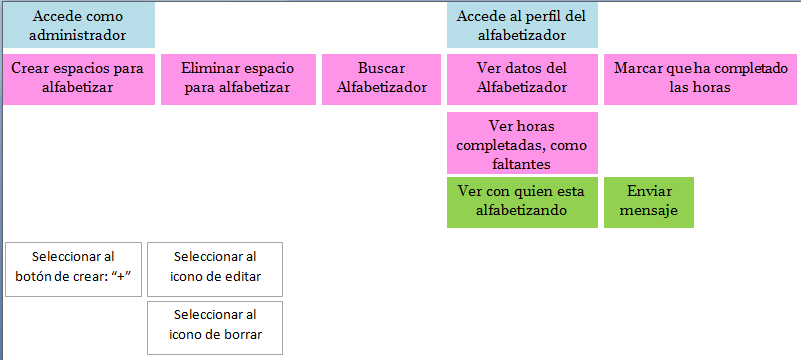 Accede como
administrador
Accede al perfil del
alfabetizador
Crear espacios para
alfabetizar
Eliminar espacio
para alfabetizar
Buscar
Alfabetizador
Ver datos del
Alfabetizador
Marcar que ha completado
las horas
Ver horas
completadas, como
faltantes
Ver con quien esta
alfabetizando
Enviar
mensaje
Seleccionar al
botón de crear: “+”
Seleccionar al
icono de editar
Seleccionar al
icono de borrar